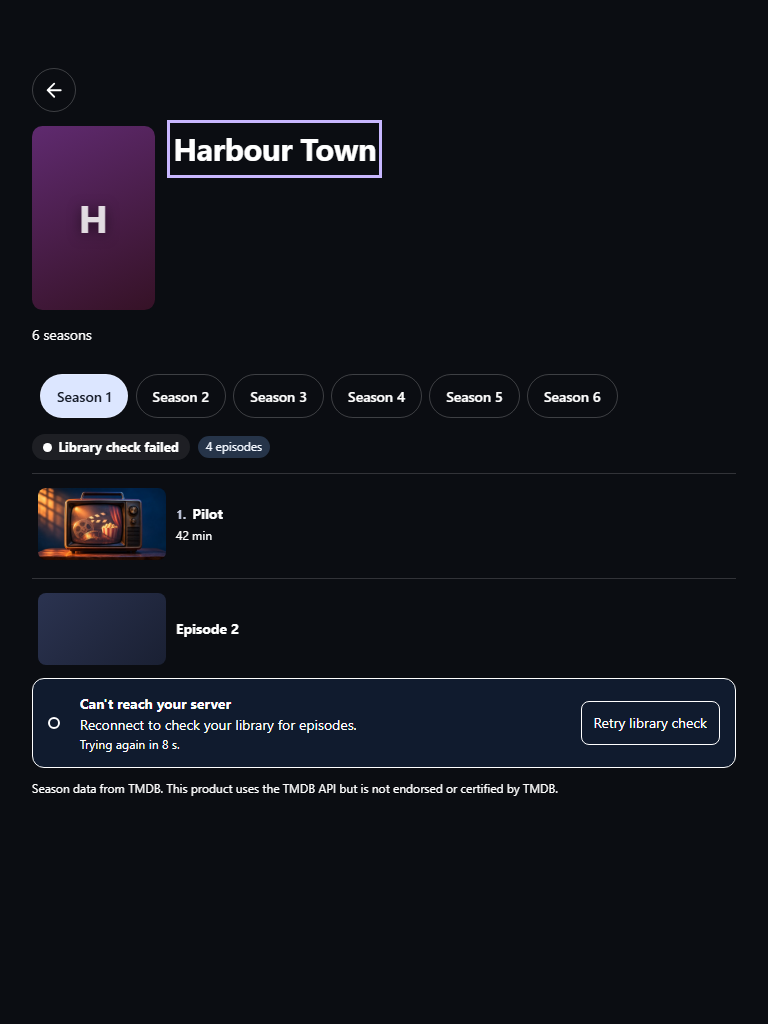 Harbour Town
H
6 seasons
Season 1 Season 2 Season 3 Season 4 Season 5 Season 6
Library check failed 4 episodes
1. Pilot
42 min
Episode 2
Can't reach your server
Reconnect to check your library for episodes.
Trying again in 8 s.
Retry library check
Season data from TMDB. This product uses the TMDB API but is not endorsed or certified by TMDB.